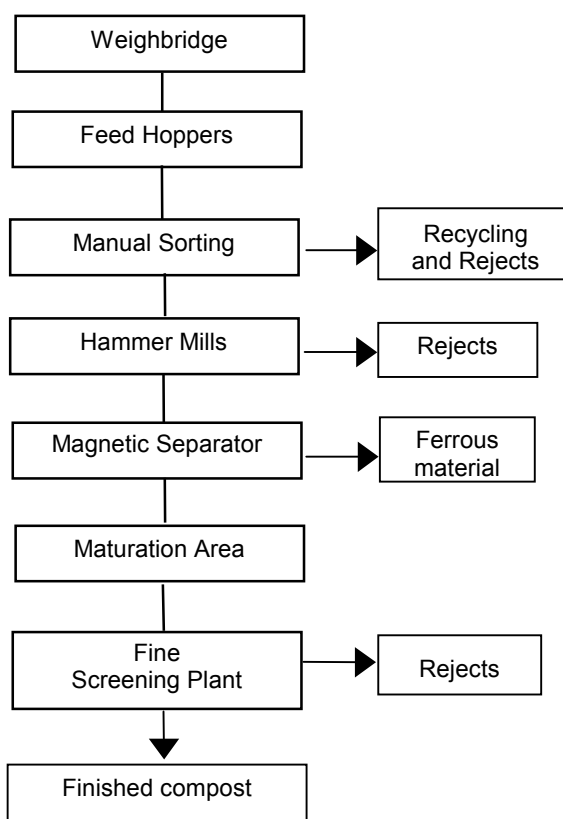 Weighbridge
Feed Hoppers
Manual Sorting
Recycling
and Rejects
Hammer Mills
Rejects
Magnetic Separator
Ferrous
material
Maturation Area
Fine
Screening Plant
Rejects
Finished compost